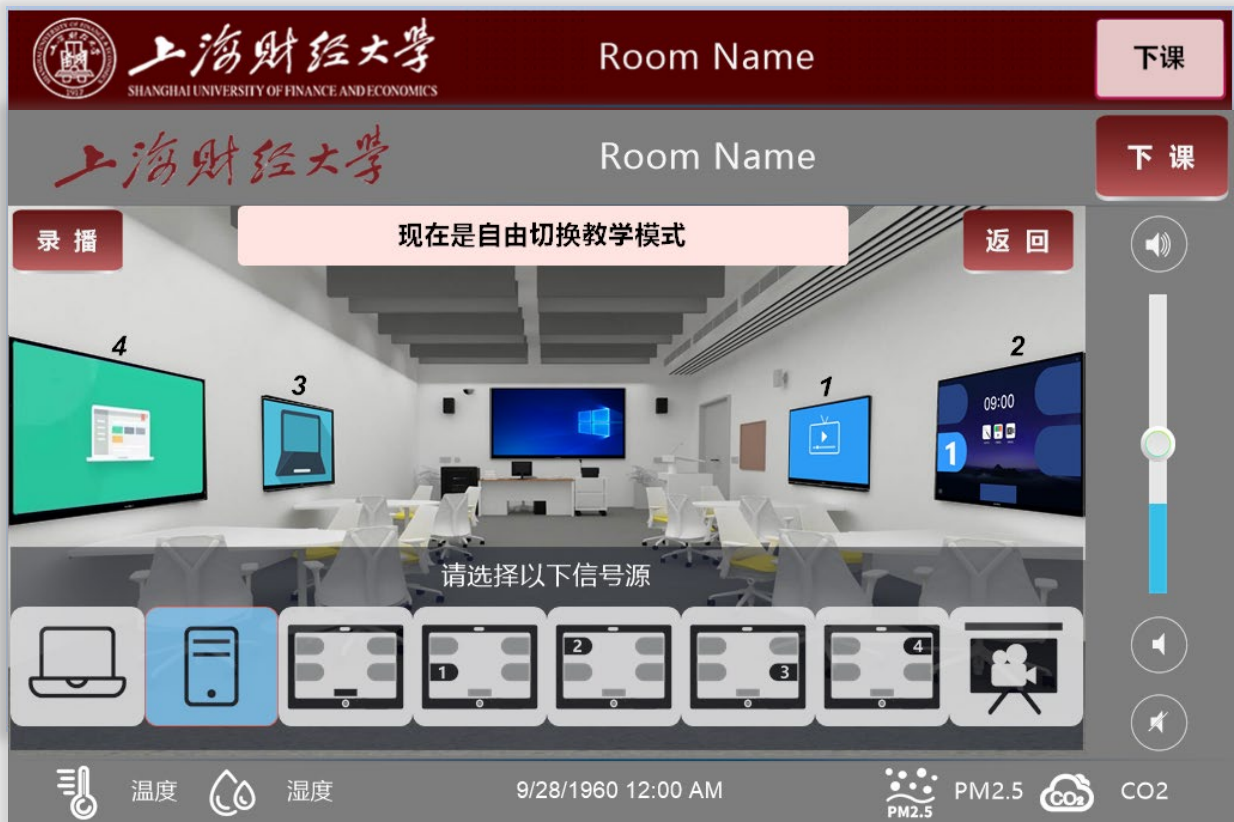 上海财经大学
SHANGHAI UNIVERSITY OF FINANCE AND ECONOMICS
1917
Room Name
下课
上海财经大学
Room Name
下 课
录 播
现在是自由切换教学模式
返 回
4
3
1
2
09:00
1
请选择以下信号源
1
2
3
4
温度
湿度
9/28/1960 12:00 AM
PM2.5
PM2.5
CO2
CO2